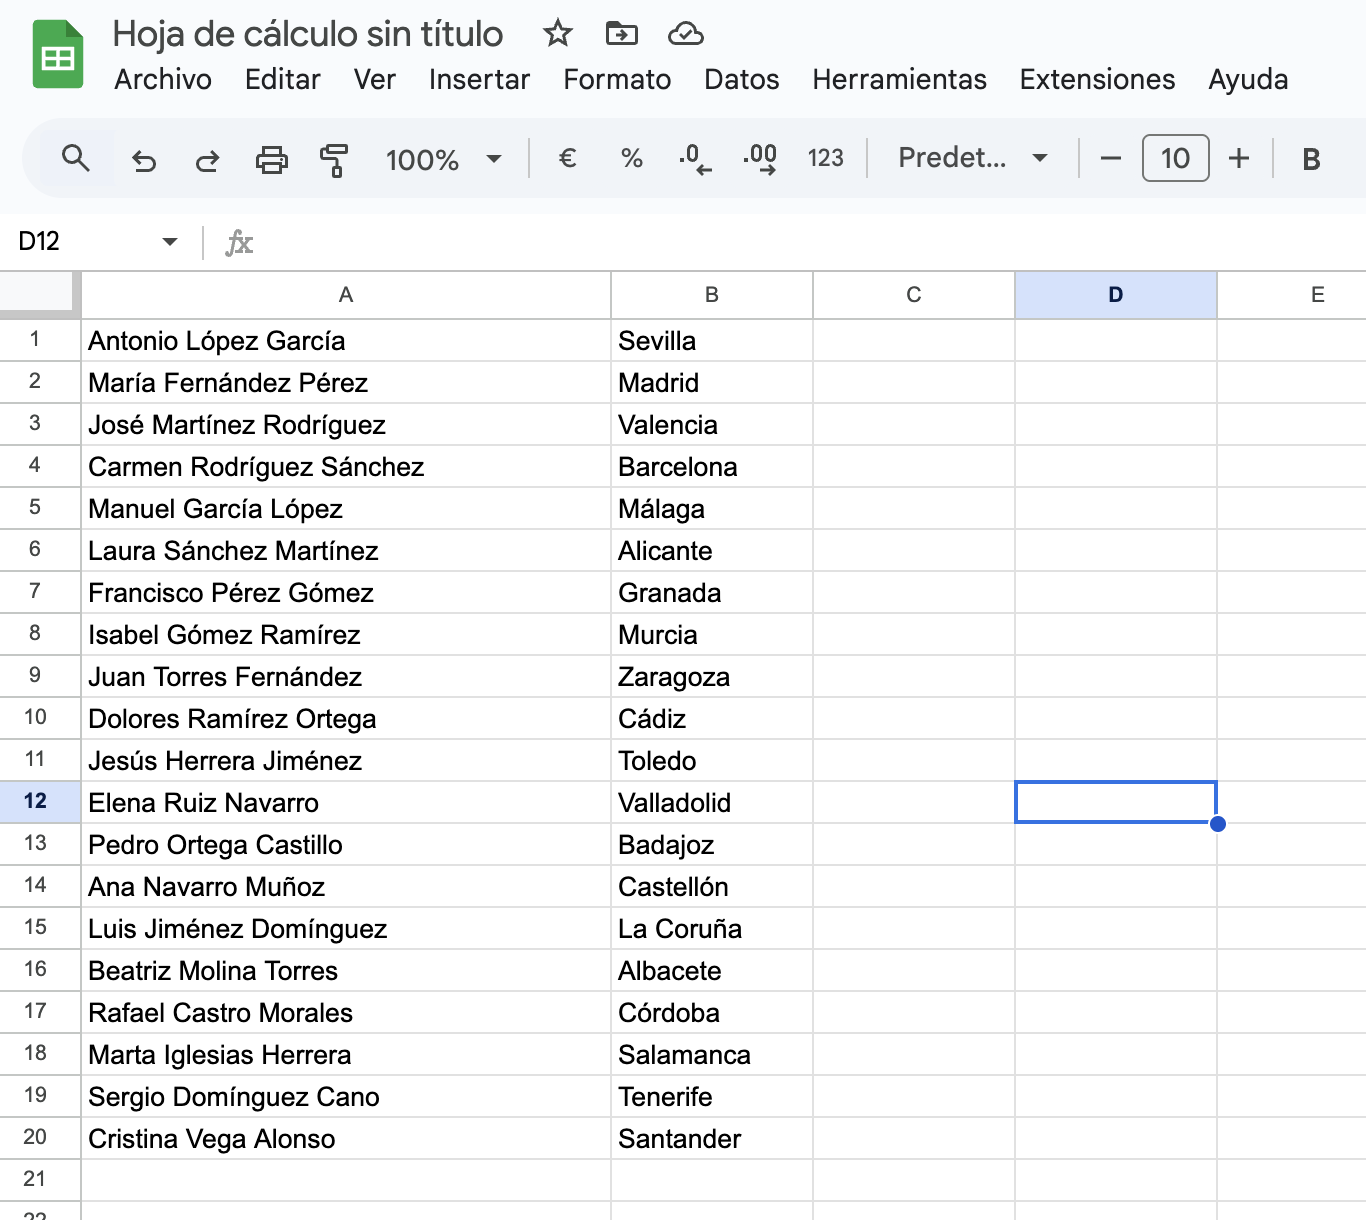 Hoja de cálculo sin título
Archivo Editar Ver Insertar Formato Datos Herramientas Extensiones Ayuda
100% € % .0 .00 123 Predet... − 10 + B
D12 fx
A B C D E
1 Antonio López García Sevilla
2 María Fernández Pérez Madrid
3 José Martínez Rodríguez Valencia
4 Carmen Rodríguez Sánchez Barcelona
5 Manuel García López Málaga
6 Laura Sánchez Martínez Alicante
7 Francisco Pérez Gómez Granada
8 Isabel Gómez Ramírez Murcia
9 Juan Torres Fernández Zaragoza
10 Dolores Ramírez Ortega Cádiz
11 Jesús Herrera Jiménez Toledo
12 Elena Ruiz Navarro Valladolid
13 Pedro Ortega Castillo Badajoz
14 Ana Navarro Muñoz Castellón
15 Luis Jiménez Domínguez La Coruña
16 Beatriz Molina Torres Albacete
17 Rafael Castro Morales Córdoba
18 Marta Iglesias Herrera Salamanca
19 Sergio Domínguez Cano Tenerife
20 Cristina Vega Alonso Santander
21
22